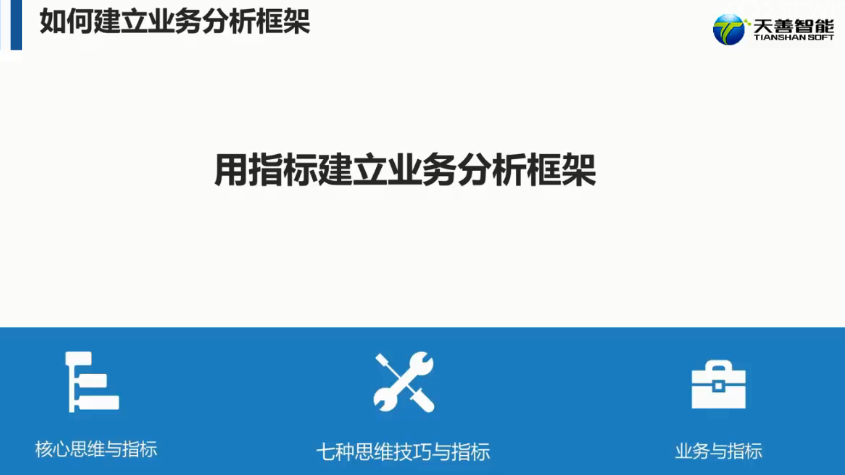 如何建立业务分析框架
天善智能
TIANSHAN SOFT
用指标建立业务分析框架
核心思维与指标
七种思维技巧与指标
业务与指标